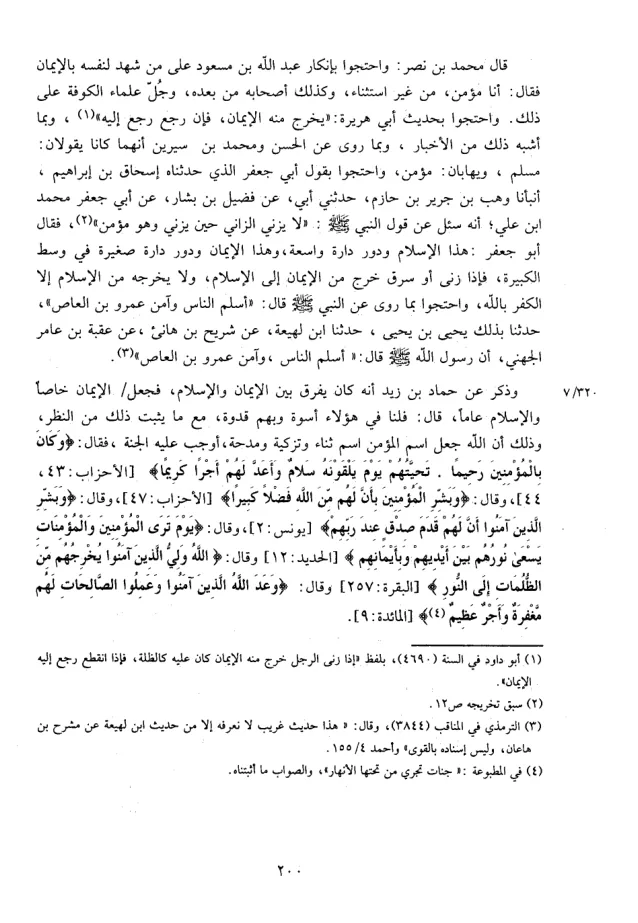 قال محمد بن نصر: واحتجوا بإنكار عبد الله بن مسعود على من شهد لنفسه بالإيمان
فقال: أنا مؤمن، من غير استثناء، وكذلك أصحابه من بعده، وجُلّ علماء الكوفة على
ذلك. واحتجوا بحديث أبي هريرة: «يخرج منه الإيمان، فإن رجع رجع إليه»(١) ، وبما
أشبه ذلك من الأخبار ، وبما روى عن الحسن ومحمد بن سيرين أنهما كانا يقولان:
مسلم ، ويهابان: مؤمن، واحتجوا بقول أبي جعفر الذي حدثناه إسحاق بن إبراهيم ،
أنبأنا وهب بن جرير بن حازم، حدثني أبي، عن فضيل بن بشار، عن أبي جعفر محمد
ابن علي؛ أنه سئل عن قول النبي ﷺ : «لا يزني الزاني حين يزني وهو مؤمن»(٢)، فقال
أبو جعفر :هذا الإسلام ودور دارة واسعة،وهذا الإيمان ودور دارة صغيرة في وسط
الكبيرة، فإذا زنى أو سرق خرج من الإيمان إلى الإسلام، ولا يخرجه من الإسلام إلا
الكفر بالله، واحتجوا بما روى عن النبي ﷺ قال: «أسلم الناس وآمن عمرو بن العاص»،
حدثنا بذلك يحيى بن يحيى ، حدثنا ابن لهيعة، عن شريح بن هانئ ،عن عقبة بن عامر
الجهني، أن رسول الله ﷺ قال:« أسلم الناس ،وآمن عمرو بن العاص»(٣).
٧/٣٢٠ وذكر عن حماد بن زيد أنه كان يفرق بين الإيمان والإسلام، فجعل/ الإيمان خاصاً
والإسلام عاماً، قال: فلنا في هؤلاء أسوة وبهم قدوة، مع ما يثبت ذلك من النظر،
وذلك أن الله جعل اسم المؤمن اسم ثناء وتزكية ومدحة،أوجب عليه الجنة ،فقال: ﴿وَكَانَ
بِالْمُؤْمِنِينَ رَحِيمًا . تَحِيَّتُهُمْ يَوْمَ يَلْقَوْنَهُ سَلامٌ وَأَعَدَّ لَهُمْ أَجْرًا كَرِيمًا﴾ [الأحزاب: ٤٣ ،
٤٤]، وقال: ﴿وَبَشِّرِ الْمُؤْمِنِينَ بِأَنَّ لَهُم مِّنَ اللَّهِ فَضْلاً كَبِيرًا﴾ [الأحزاب:٤٧]،وقال: ﴿وَبَشِّرِ
الَّذِينَ آمَنُوا أَنَّ لَهُمْ قَدَمَ صِدْقٍ عِندَ رَبِّهِمْ﴾ [يونس:٢]،وقال: ﴿يَوْمَ تَرَى الْمُؤْمِنِينَ وَالْمُؤْمِنَاتِ
يَسْعَىٰ نُورُهُم بَيْنَ أَيْدِيهِمْ وَبِأَيْمَانِهِم ﴾ [الحديد:١٢] وقال:﴿ اللَّهُ وَلِيُّ الَّذِينَ آمَنُوا يُخْرِجُهُم مِّنَ
الظُّلُمَاتِ إِلَى النُّورِ ﴾ [البقرة:٢٥٧] وقال: ﴿وَعَدَ اللَّهُ الَّذِينَ آمَنُوا وَعَمِلُوا الصَّالِحَاتِ لَهُم
مَّغْفِرَةٌ وَأَجْرٌ عَظِيمٌ (٤)﴾ [المائدة:٩].
(١) أبو داود في السنة (٤٦٩٠)، بلفظ «إذا زنى الرجل خرج منه الإيمان كان عليه كالظلة، فإذا انقطع رجع إليه
الإيمان».
(٢) سبق تخريجه ص١٢.
(٣) الترمذي في المناقب (٣٨٤٤)، وقال: « هذا حديث غريب لا نعرفه إلا من حديث ابن لهيعة عن مشرح بن
هاعان، وليس إسناده بالقوى» وأحمد ٤/ ١٥٥.
(٤) في المطبوعة :« جنات تجري من تحتها الأنهار»، والصواب ما أثبتناه.
٢٠٠